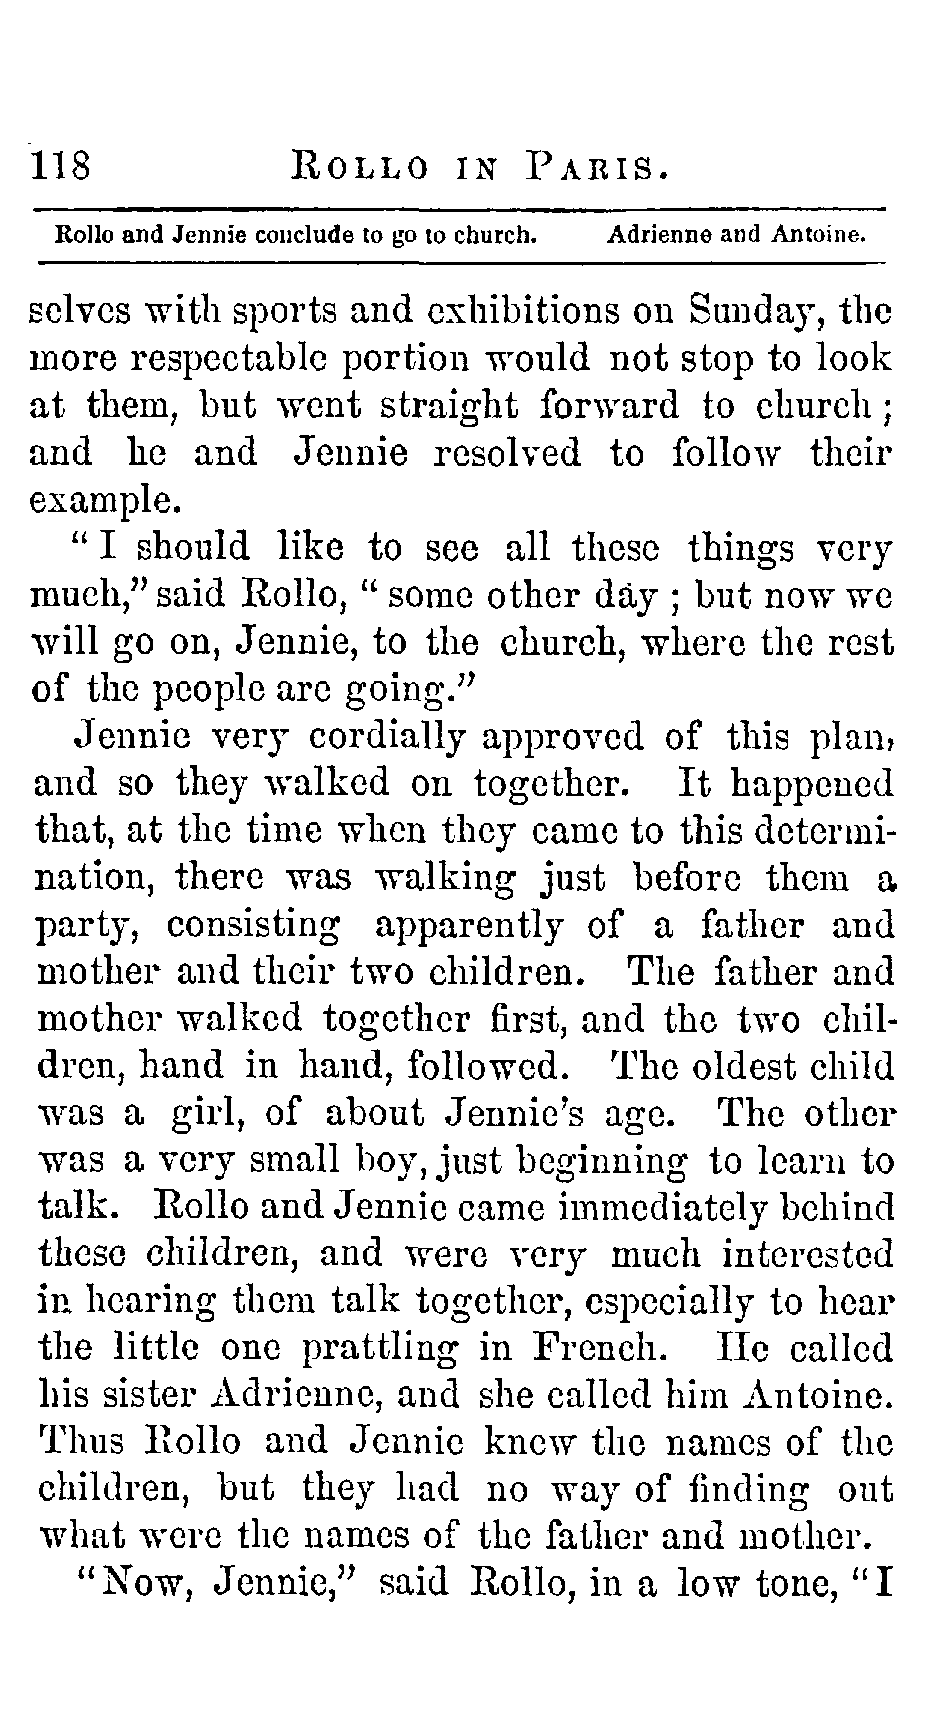 118 ROLLO IN PARIS.
Rollo and Jennie conclude to go to church. Adrienne and Antoine.
selves with sports and exhibitions on Sunday, the
more respectable portion would not stop to look
at them, but went straight forward to church ;
and he and Jennie resolved to follow their
example.
“ I should like to see all these things very
much,” said Rollo, “ some other day ; but now we
will go on, Jennie, to the church, where the rest
of the people are going.”
Jennie very cordially approved of this plan,
and so they walked on together. It happened
that, at the time when they came to this determi-
nation, there was walking just before them a
party, consisting apparently of a father and
mother and their two children. The father and
mother walked together first, and the two chil-
dren, hand in hand, followed. The oldest child
was a girl, of about Jennie’s age. The other
was a very small boy, just beginning to learn to
talk. Rollo and Jennie came immediately behind
these children, and were very much interested
in hearing them talk together, especially to hear
the little one prattling in French. He called
his sister Adrienne, and she called him Antoine.
Thus Rollo and Jennie knew the names of the
children, but they had no way of finding out
what were the names of the father and mother.
“Now, Jennie,” said Rollo, in a low tone, “I